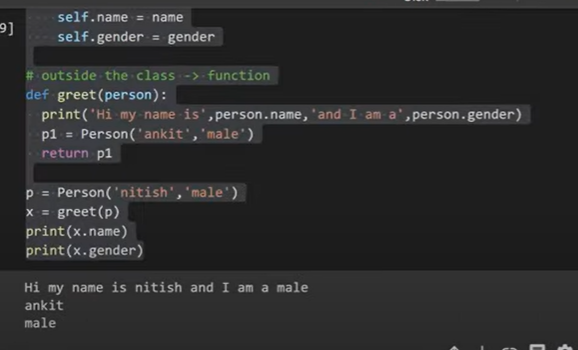 9]
self.name = name
self.gender = gender
# outside the class -> function
def greet(person):
print('Hi my name is',person.name,'and I am a',person.gender)
p1 = Person('ankit','male')
return p1
p = Person('nitish','male')
x = greet(p)
print(x.name)
print(x.gender)
Hi my name is nitish and I am a male
ankit
male